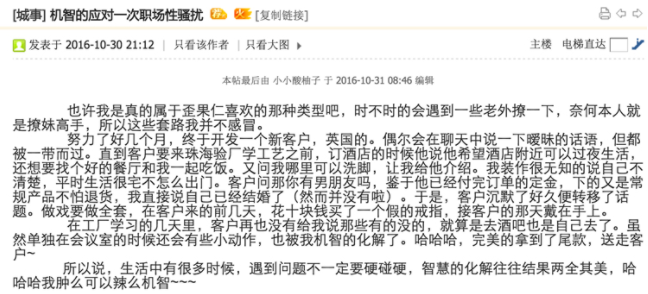 [城事] 机智的应对一次职场性骚扰 荐 火 [复制链接]
发表于 2016-10-30 21:12 | 只看该作者 | 只看大图 主楼 电梯直达
本帖最后由 小小酸柚子 于 2016-10-31 08:46 编辑
也许我是真的属于歪果仁喜欢的那种类型吧，时不时的会遇到一些老外撩一下，奈何本人就
是撩妹高手，所以这些套路我并不感冒。
努力了好几个月，终于开发一个新客户，英国的。偶尔会在聊天中说一下暧昧的话语，但都
被一带而过。直到客户要来珠海验厂学工艺之前，订酒店的时候他说他希望酒店附近可以过夜生活，
还想要找个好的餐厅和我一起吃饭。又问我哪里可以洗脚，让我给他介绍。我装作很无知的说自己不
清楚，平时生活很宅不怎么出门。客户问那你有男朋友吗，鉴于他已经付完订单的定金，下的又是常
规产品不怕退货，我直接说自己已经结婚了（然而并没有啦）。于是，客户沉默了好久便转移了话
题。做戏要做全套，在客户来的前几天，花十块钱买了一个假的戒指，接客户的那天戴在手上。
在工厂学习的几天里，客户再也没有给我说那些有的没的，就算是去酒吧也是自己去了。虽
然单独在会议室的时候还会有些小动作，也被我机智的化解了。哈哈哈，完美的拿到了尾款，送走客
户~
所以说，生活中有很多时候，遇到问题不一定要硬碰硬，智慧的化解往往结果两全其美，哈
哈哈我肿么可以辣么机智~~~